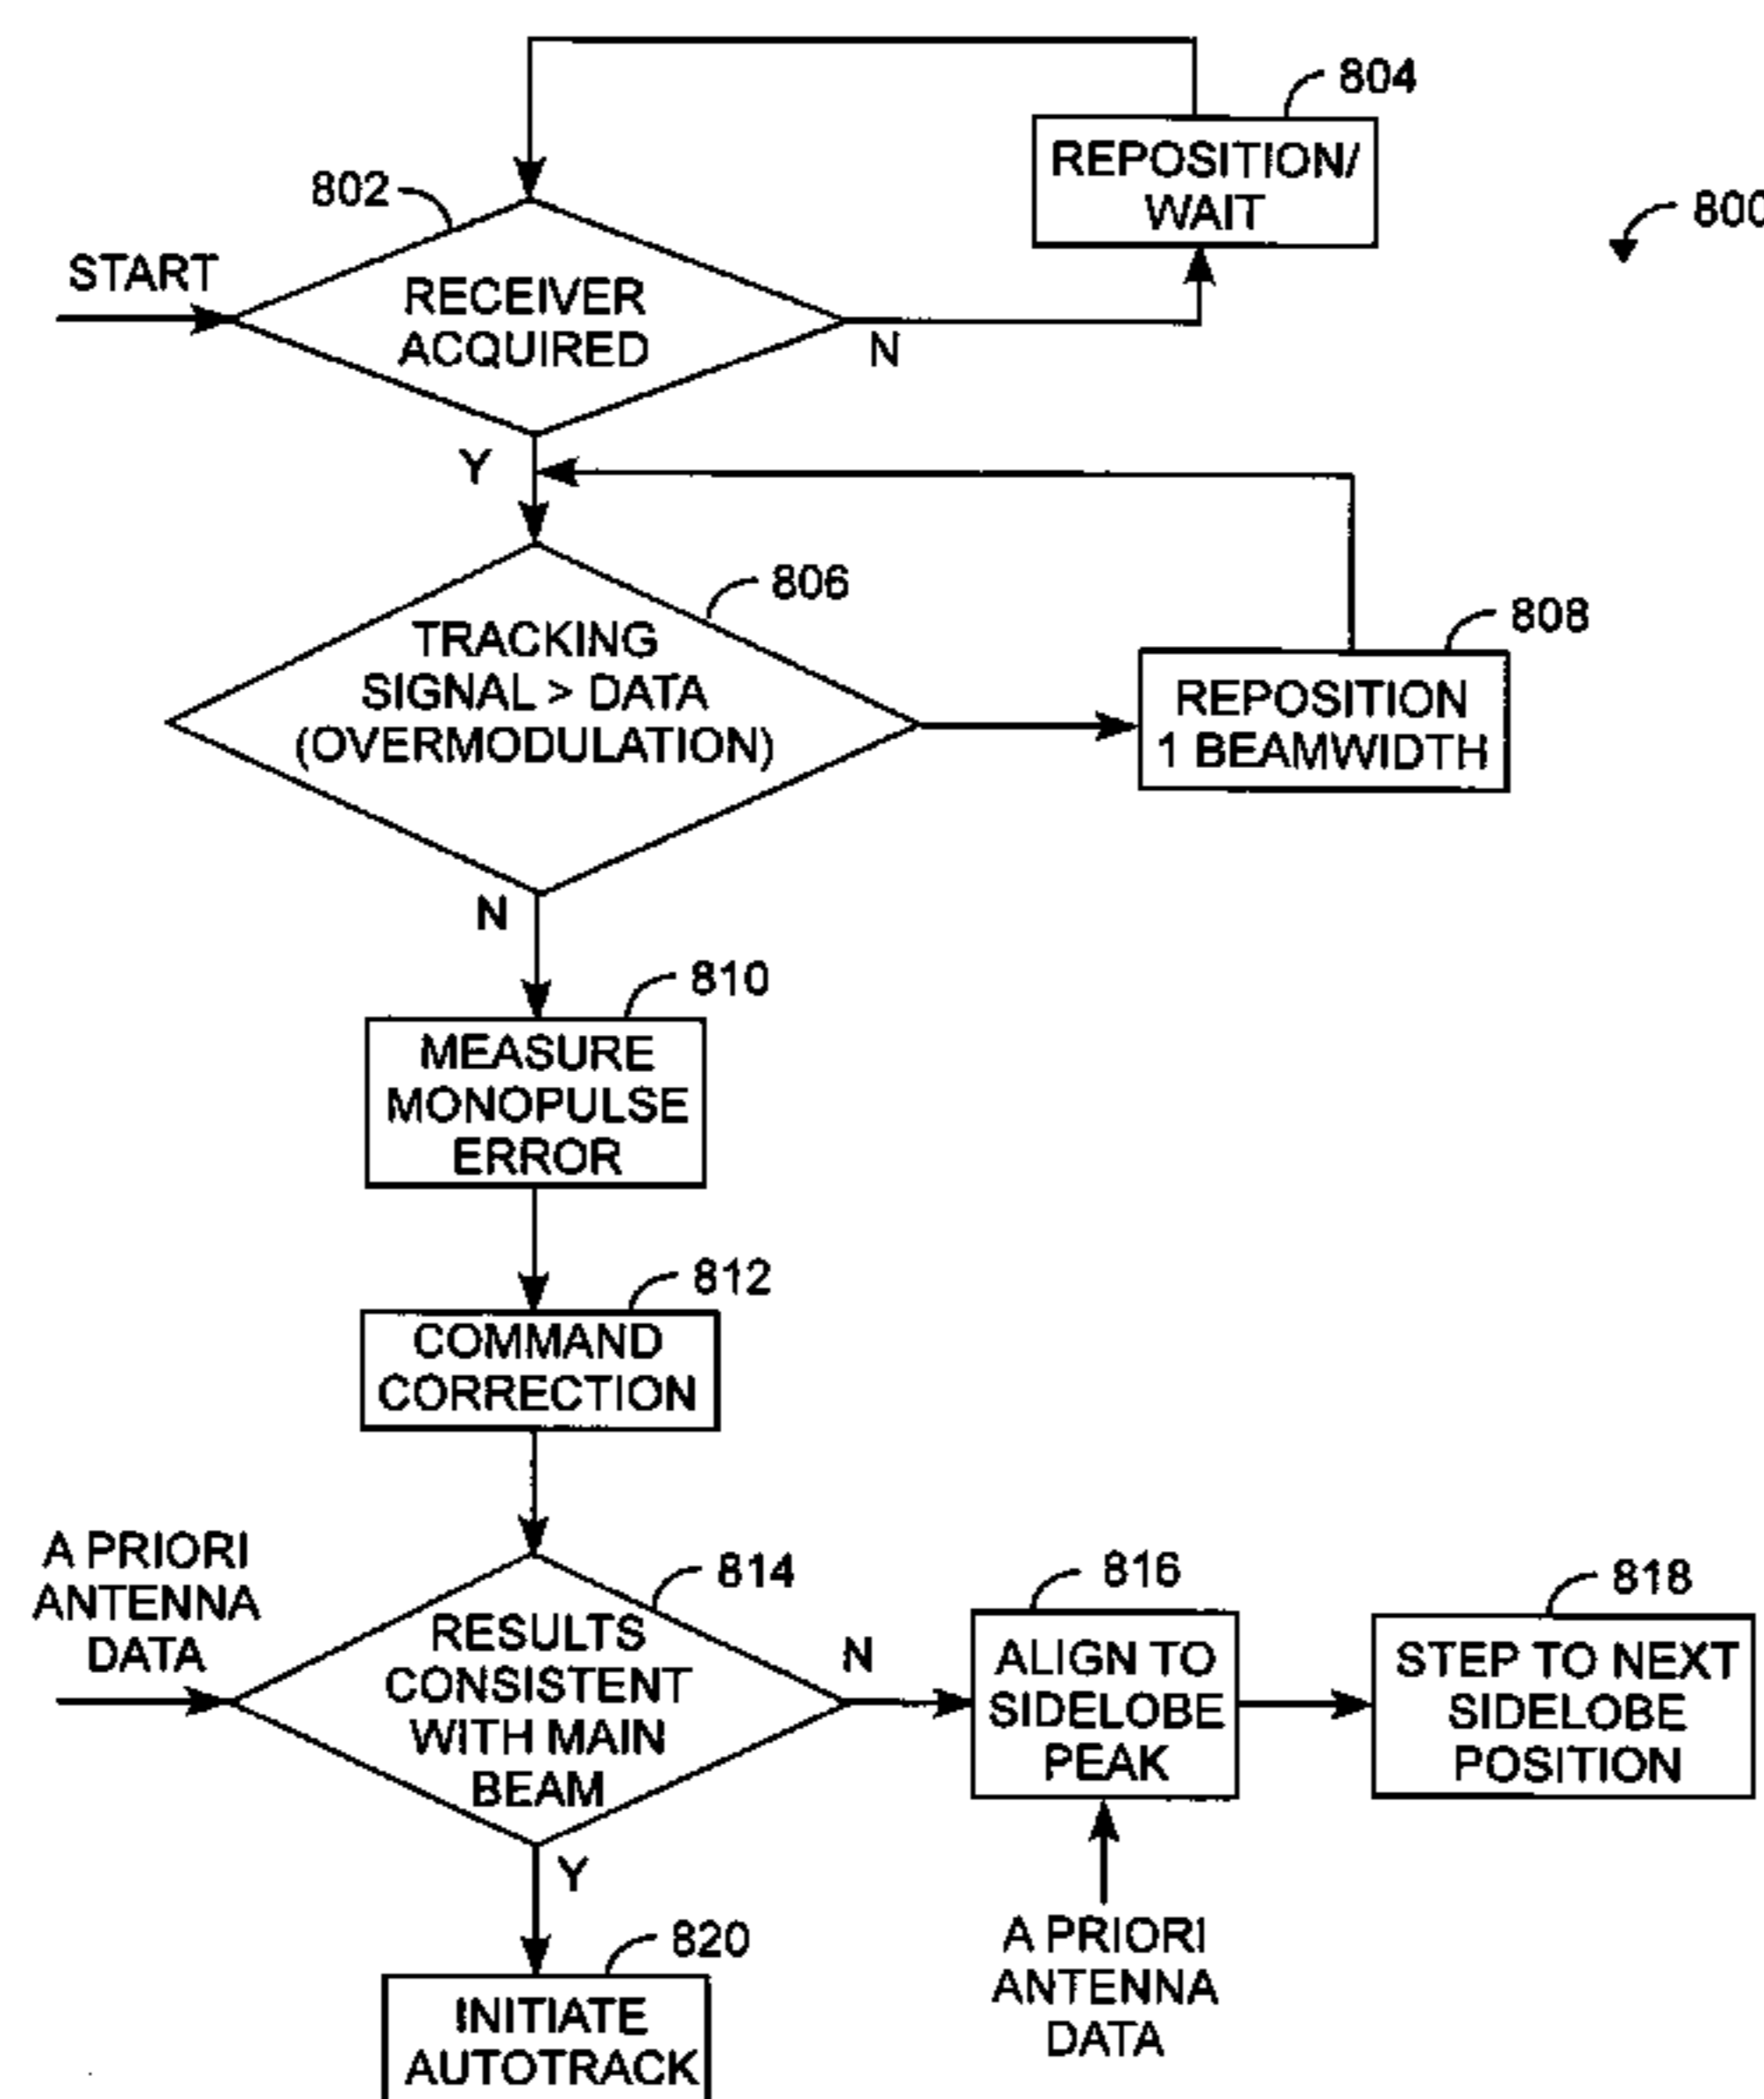 804
REPOSITION/
WAIT
800
802
START
RECEIVER
ACQUIRED
N
Y
806
TRACKING
SIGNAL > DATA
(OVERMODULATION)
808
REPOSITION
1 BEAMWIDTH
N
810
MEASURE
MONOPULSE
ERROR
812
COMMAND
CORRECTION
A PRIORI
ANTENNA
DATA
814
RESULTS
CONSISTENT
WITH MAIN
BEAM
N
816
ALIGN TO
SIDELOBE
PEAK
818
STEP TO NEXT
SIDELOBE
POSITION
Y
820
INITIATE
AUTOTRACK
A PRIORI
ANTENNA
DATA